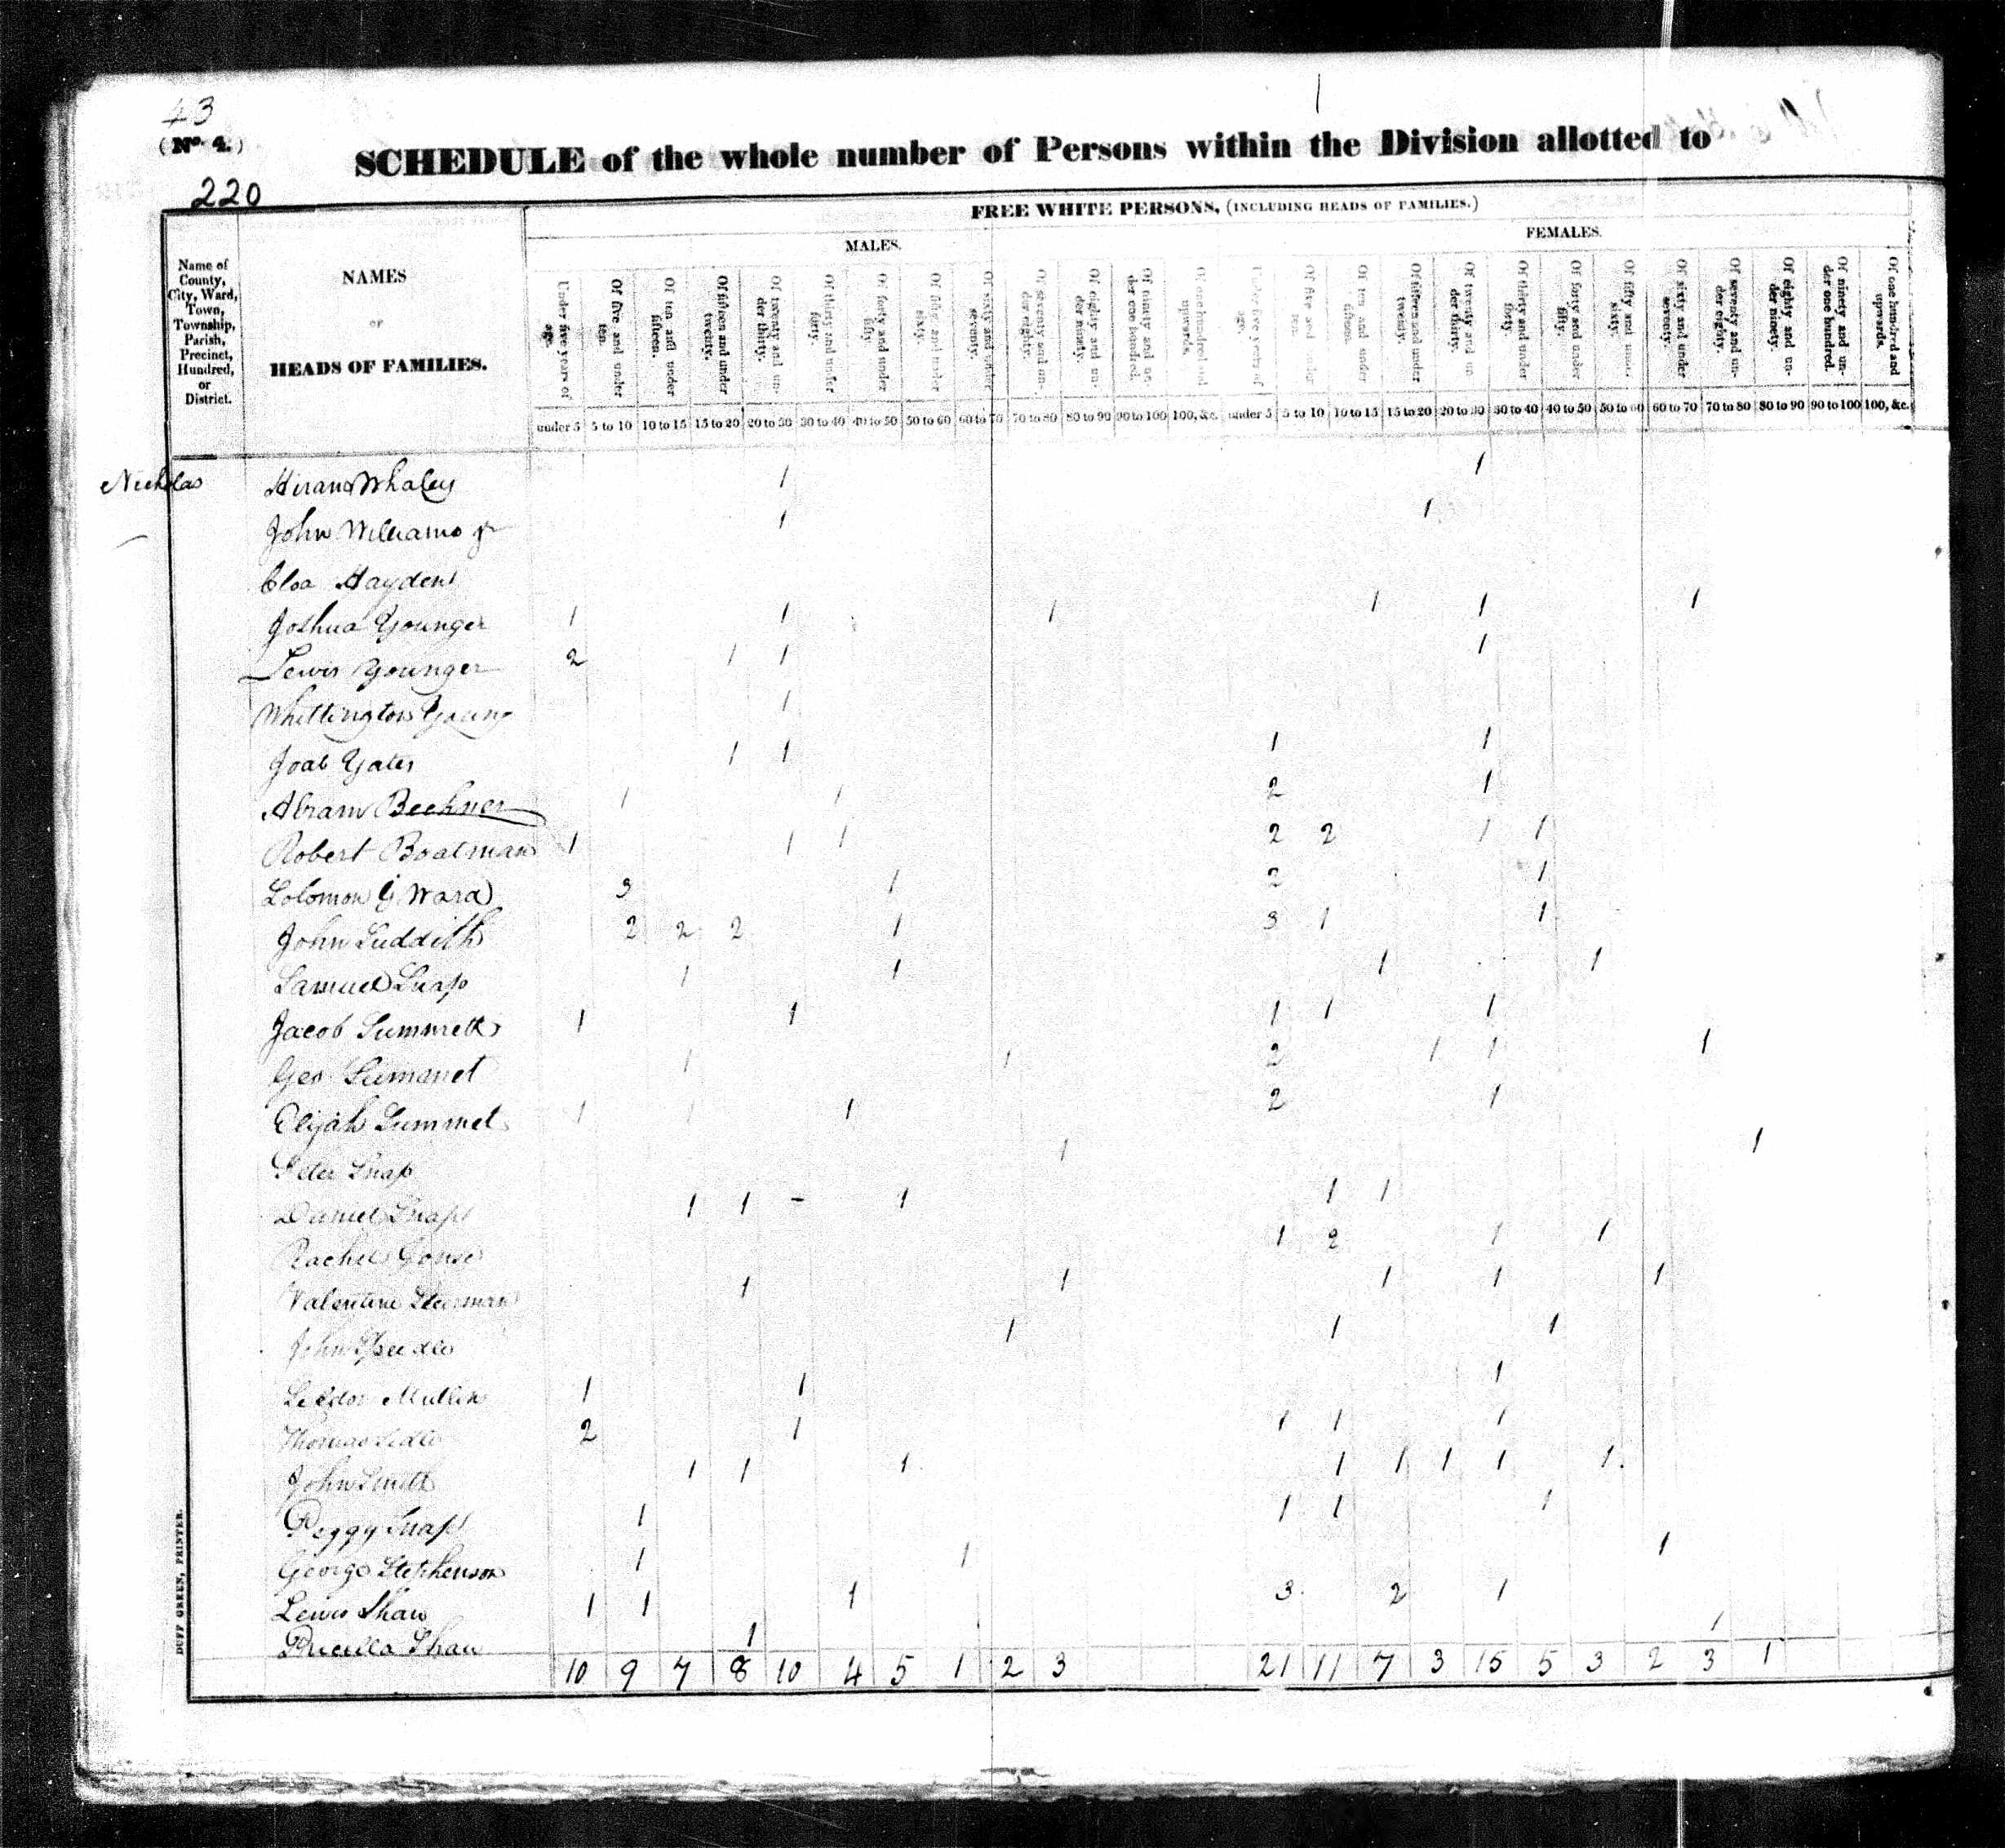 43
(No. 4.)
220
SCHEDULE of the whole number of Persons within the Division allotted to
FREE WHITE PERSONS, (INCLUDING HEADS OF FAMILIES.)
MALES. FEMALES.
Name of County, City, Ward, Town, Township, Parish, Precinct, Hundred, or District.
NAMES
or
HEADS OF FAMILIES.
Under five years of age. Of five and under ten. Of ten and under fifteen. Of fifteen and under twenty. Of twenty and under thirty. Of thirty and under forty. Of forty and under fifty. Of fifty and under sixty. Of sixty and under seventy. Of seventy and under eighty. Of eighty and under ninety. Of ninety and under one hundred. Of one hundred and upwards. Under five years of age. Of five and under ten. Of ten and under fifteen. Of fifteen and under twenty. Of twenty and under thirty. Of thirty and under forty. Of forty and under fifty. Of fifty and under sixty. Of sixty and under seventy. Of seventy and under eighty. Of eighty and under ninety. Of ninety and under one hundred. Of one hundred and upwards.
under 5 5 to 10 10 to 15 15 to 20 20 to 30 30 to 40 40 to 50 50 to 60 60 to 70 70 to 80 80 to 90 90 to 100 100, &c. under 5 5 to 10 10 to 15 15 to 20 20 to 30 30 to 40 40 to 50 50 to 60 60 to 70 70 to 80 80 to 90 90 to 100 100, &c.
Nicholas Hiram Whaley 1 1
John Williams jr 1 1
Cloa Hayden
Joshua Younger 1 1 1 1 1 1
Lewis Younger 2 1 1 1
Whittington Young 1
Joab Yates 1 1 1 1
Abram Beckner 1 1 2 1
Robert Boatman 1 1 1 2 2 1 1
Solomon G Ward 3 1 2 1
John Suddith 2 2 2 1 3 1 1
Samuel Snap 1 1 1 1
Jacob Summett 1 1 1 1 1
Geo Summet 1 1 2 1 1 1
Elijah Summet 1 1 1 2 1
Peter Snap 1 1
Daniel Snap 1 1 - 1 1 1
Rachel 1 2 1 1
Valentine 1 1 1 1 1
John 1 1 1
Mullin 1 1 1
Thomas 2 1 1 1 1
John Smith 1 1 1 1 1 1 1 1
Peggy Snap 1 1 1 1
George Stephenson 1 1 1
Lewis Shaw 1 1 1 3 2 1
Pricilla Shaw 1 1
10 9 7 8 10 4 5 1 2 3 21 11 7 3 15 5 3 2 3 1
DUFF GREEN, PRINTER.